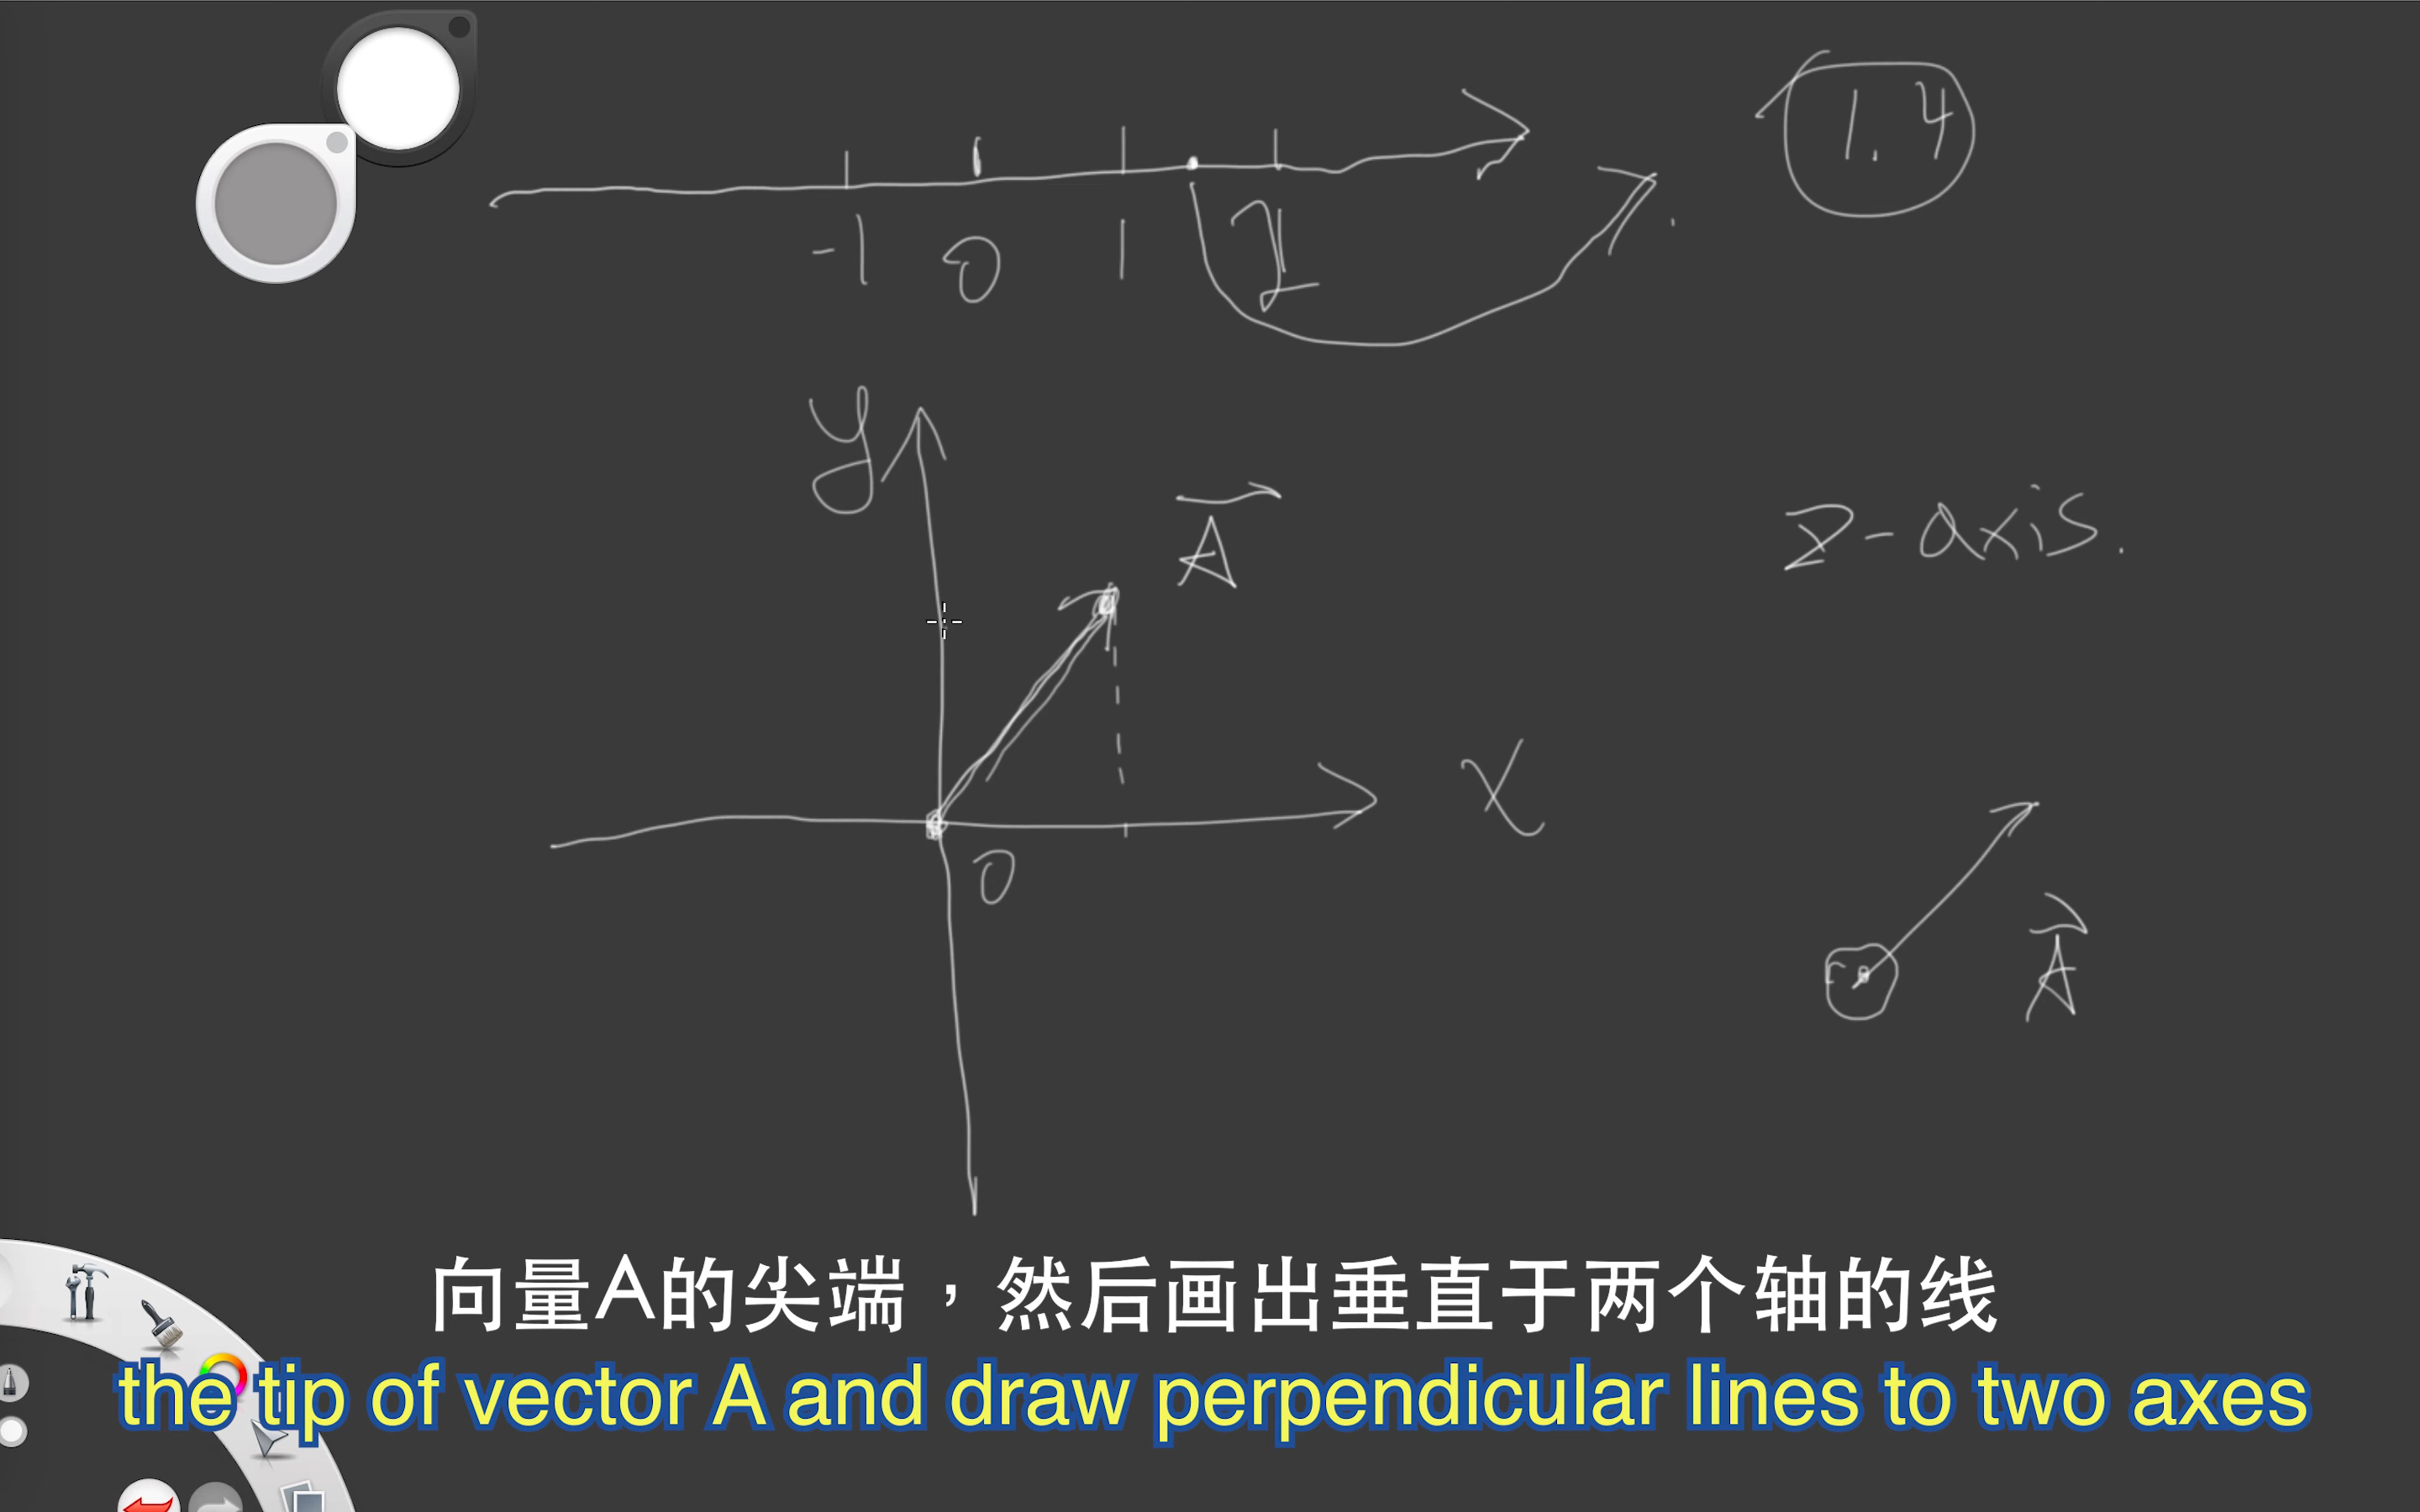 1.4
-1 0 1 2
y
A
z-axis.
x
0
A
向量A的尖端，然后画出垂直于两个轴的线
the tip of vector A and draw perpendicular lines to two axes